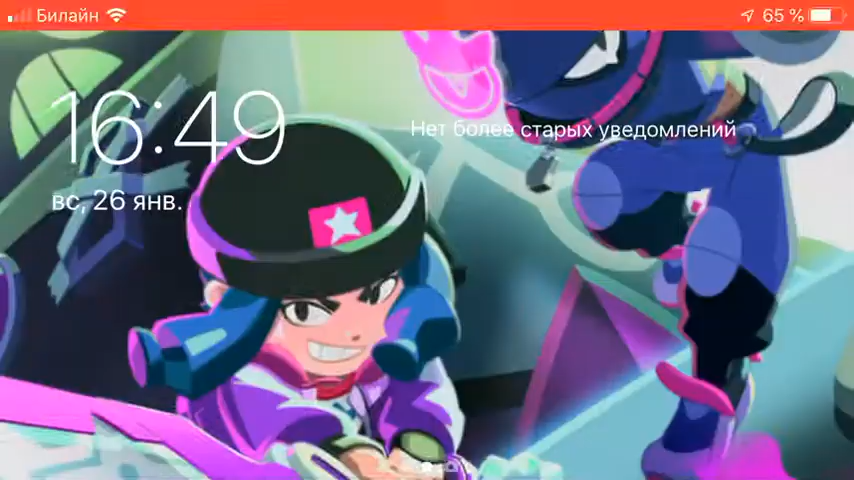 Билайн
65 %
16:49
Нет более старых уведомлений
вс, 26 янв.